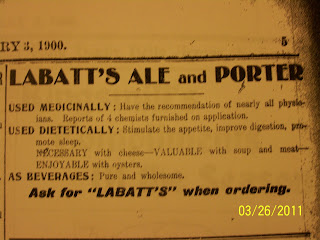 RY 3, 1900.
5
LABATT'S ALE and PORTER
USED MEDICINALLY: Have the recommendation of nearly all physic-
ians. Reports of 4 chemists furnished on application.
USED DIETETICALLY: Stimulate the appetite, improve digestion, pro-
mote sleep.
NECESSARY with cheese—VALUABLE with soup and meat—
ENJOYABLE with oysters.
AS BEVERAGES: Pure and wholesome.
Ask for "LABATT'S" when ordering.
03/26/2011